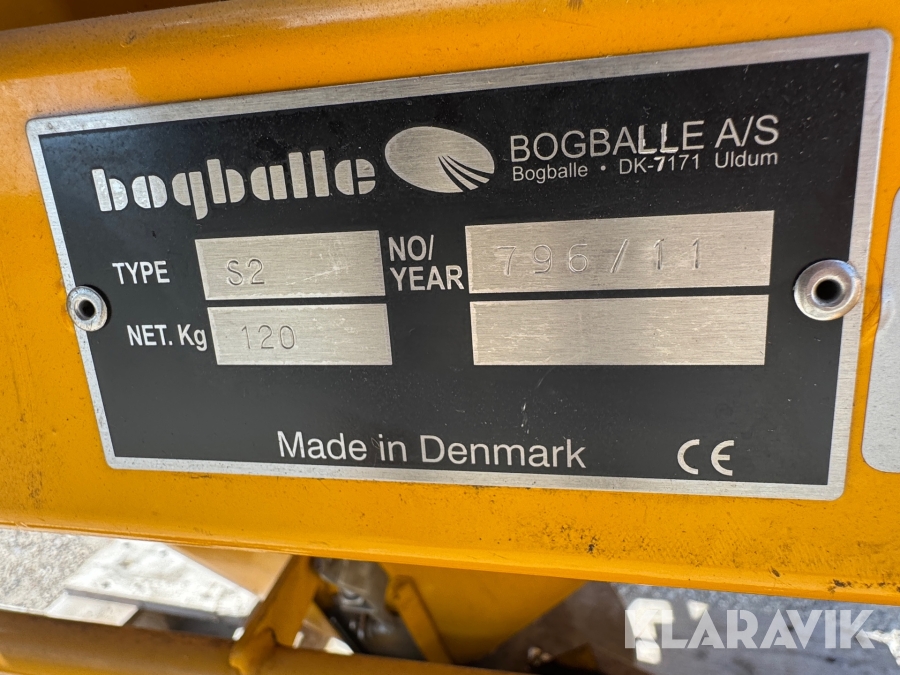 bogballe
BOGBALLE A/S
Bogballe • DK-7171 Uldum
TYPE S2 NO/YEAR 796/11
NET. Kg 120
Made in Denmark CE
KLARAVIK